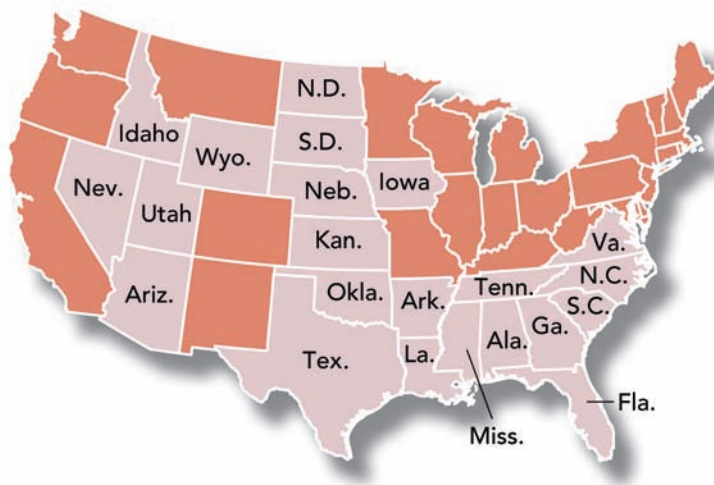 N.D.
Idaho
S.D.
Wyo.
Iowa
Neb.
Nev.
Utah
Kan.
Va.
Ariz.
Okla.
Ark.
Tenn.
N.C.
S.C.
Tex.
La.
Ala.
Ga.
Fla.
Miss.